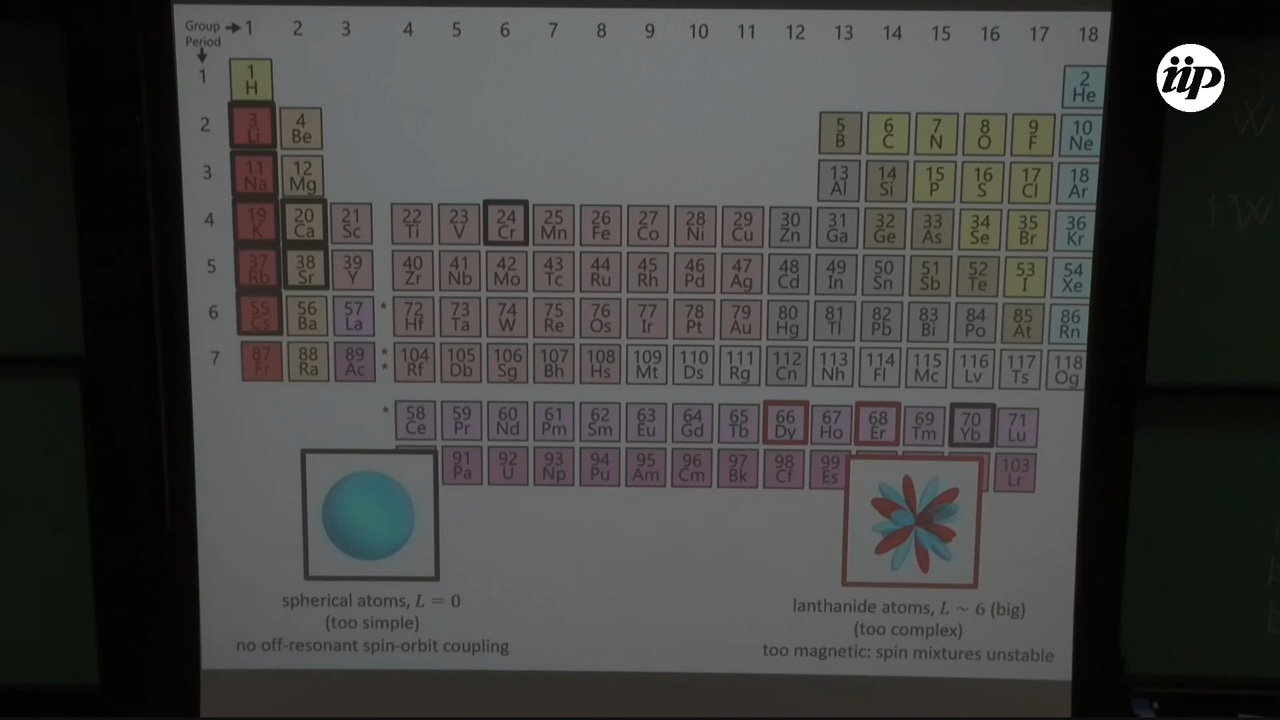 Group → 1 2 3 4 5 6 7 8 9 10 11 12 13 14 15 16 17 18
Period
1 1 H 2 He
2 3 Li 4 Be 5 B 6 C 7 N 8 O 9 F 10 Ne
3 11 Na 12 Mg 13 Al 14 Si 15 P 16 S 17 Cl 18 Ar
4 19 K 20 Ca 21 Sc 22 Ti 23 V 24 Cr 25 Mn 26 Fe 27 Co 28 Ni 29 Cu 30 Zn 31 Ga 32 Ge 33 As 34 Se 35 Br 36 Kr
5 37 Rb 38 Sr 39 Y 40 Zr 41 Nb 42 Mo 43 Tc 44 Ru 45 Rh 46 Pd 47 Ag 48 Cd 49 In 50 Sn 51 Sb 52 Te 53 I 54 Xe
6 55 Cs 56 Ba 57 La * 72 Hf 73 Ta 74 W 75 Re 76 Os 77 Ir 78 Pt 79 Au 80 Hg 81 Tl 82 Pb 83 Bi 84 Po 85 At 86 Rn
7 87 Fr 88 Ra 89 Ac * * 104 Rf 105 Db 106 Sg 107 Bh 108 Hs 109 Mt 110 Ds 111 Rg 112 Cn 113 Nh 114 Fl 115 Mc 116 Lv 117 Ts 118 Og
* 58 Ce 59 Pr 60 Nd 61 Pm 62 Sm 63 Eu 64 Gd 65 Tb 66 Dy 67 Ho 68 Er 69 Tm 70 Yb 71 Lu
91 Pa 92 U 93 Np 94 Pu 95 Am 96 Cm 97 Bk 98 Cf 99 Es 103 Lr
spherical atoms, L = 0
(too simple)
no off-resonant spin-orbit coupling
lanthanide atoms, L ~ 6 (big)
(too complex)
too magnetic: spin mixtures unstable
iip